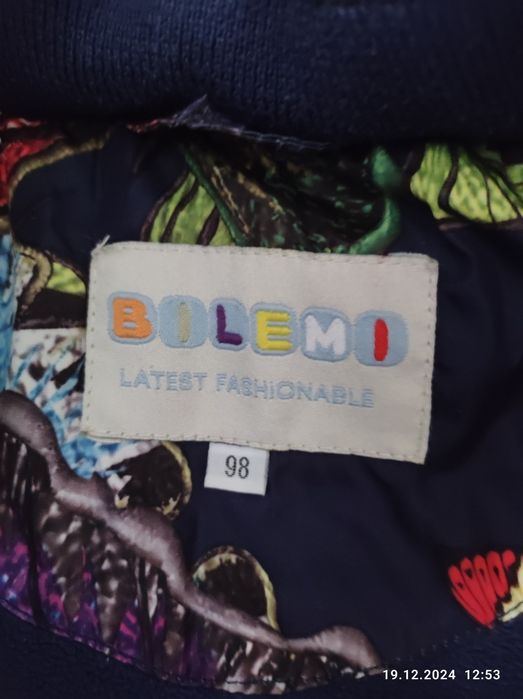 BILEMI
LATEST FASHiONABLE
98
19.12.2024 12:53